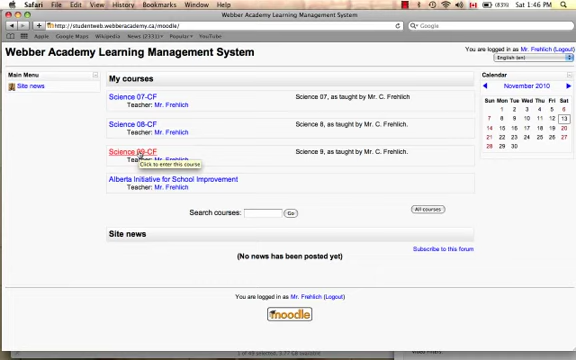 Safari File Edit View History Bookmarks Window Help (83%) Sat 1:46 PM
Webber Academy Learning Management System
http://studentweb.webberacademy.ca/moodle/ Google
Apple Google Maps Wikipedia News (2331) Popular YouTube
Webber Academy Learning Management System
You are logged in as Mr. Frehlich (Logout)
English (en)
Main Menu
Site news
My courses
Science 07-CF
Teacher: Mr. Frehlich
Science 07, as taught by Mr. C. Frehlich
Science 08-CF
Teacher: Mr. Frehlich
Science 8, as taught by Mr. C. Frehlich.
Science 09-CF
Teacher: Mr. Frehlich
Science 9, as taught by Mr. C. Frehlich.
Click to enter this course
Alberta Initiative for School Improvement
Teacher: Mr. Frehlich
Search courses: Go
All courses
Site news
Subscribe to this forum
(No news has been posted yet)
Calendar
November 2010
Sun Mon Tue Wed Thu Fri Sat
1 2 3 4 5 6
7 8 9 10 11 12 13
14 15 16 17 18 19 20
21 22 23 24 25 26 27
28 29 30
You are logged in as Mr. Frehlich (Logout)
moodle